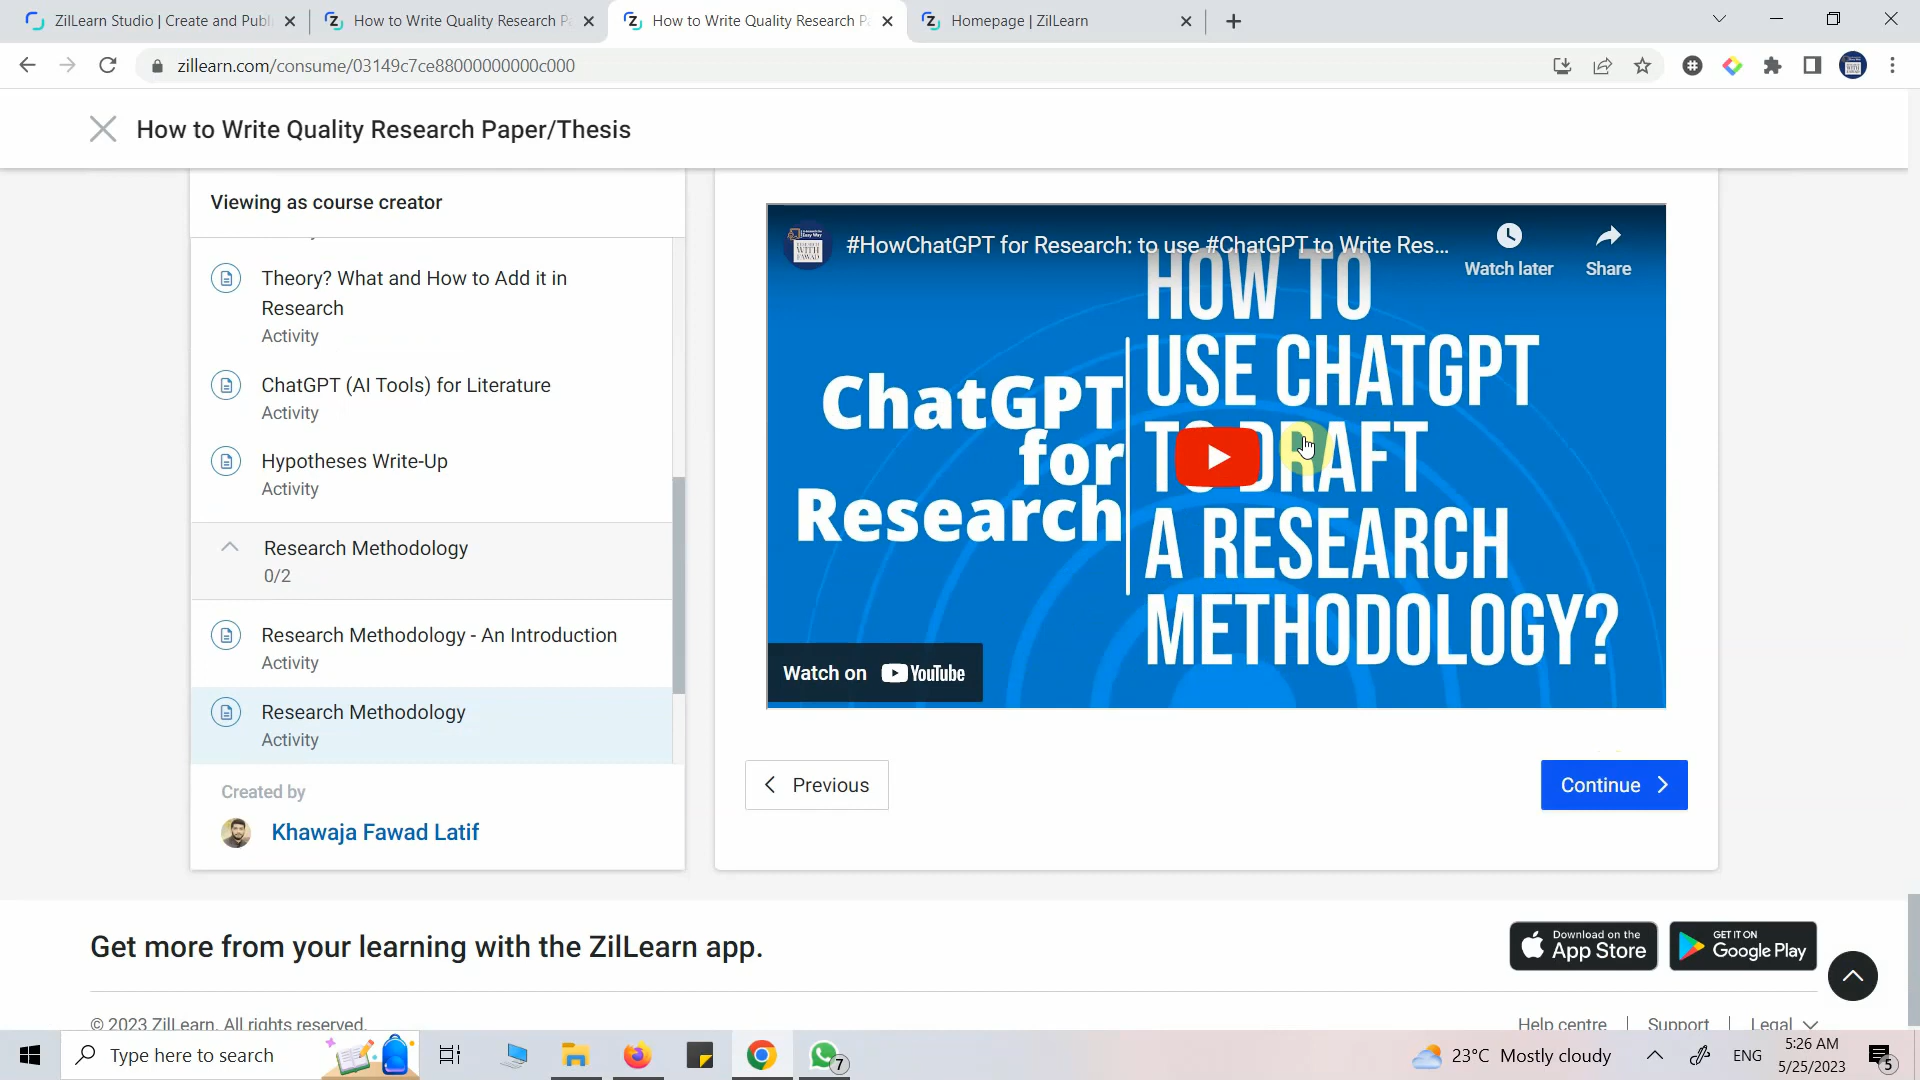 ZilLearn Studio | Create and Publi
How to Write Quality Research P
How to Write Quality Research P
Homepage | ZilLearn
zillearn.com/consume/03149c7ce88000000000c000
How to Write Quality Research Paper/Thesis
Viewing as course creator
Theory? What and How to Add it in
Research
Activity
ChatGPT (AI Tools) for Literature
Activity
Hypotheses Write-Up
Activity
Research Methodology
0/2
Research Methodology - An Introduction
Activity
Research Methodology
Activity
Created by
Khawaja Fawad Latif
#HowChatGPT for Research: to use #ChatGPT to Write Res...
Watch later
Share
ChatGPT
for
Research
HOW TO
USE CHATGPT
TO DRAFT
A RESEARCH
METHODOLOGY?
Watch on YouTube
Previous
Continue
Get more from your learning with the ZilLearn app.
Download on the
App Store
GET IT ON
Google Play
© 2023 ZilLearn. All rights reserved.
Help centre
Support
Legal
Type here to search
7
23°C Mostly cloudy
ENG
5:26 AM
5/25/2023
5